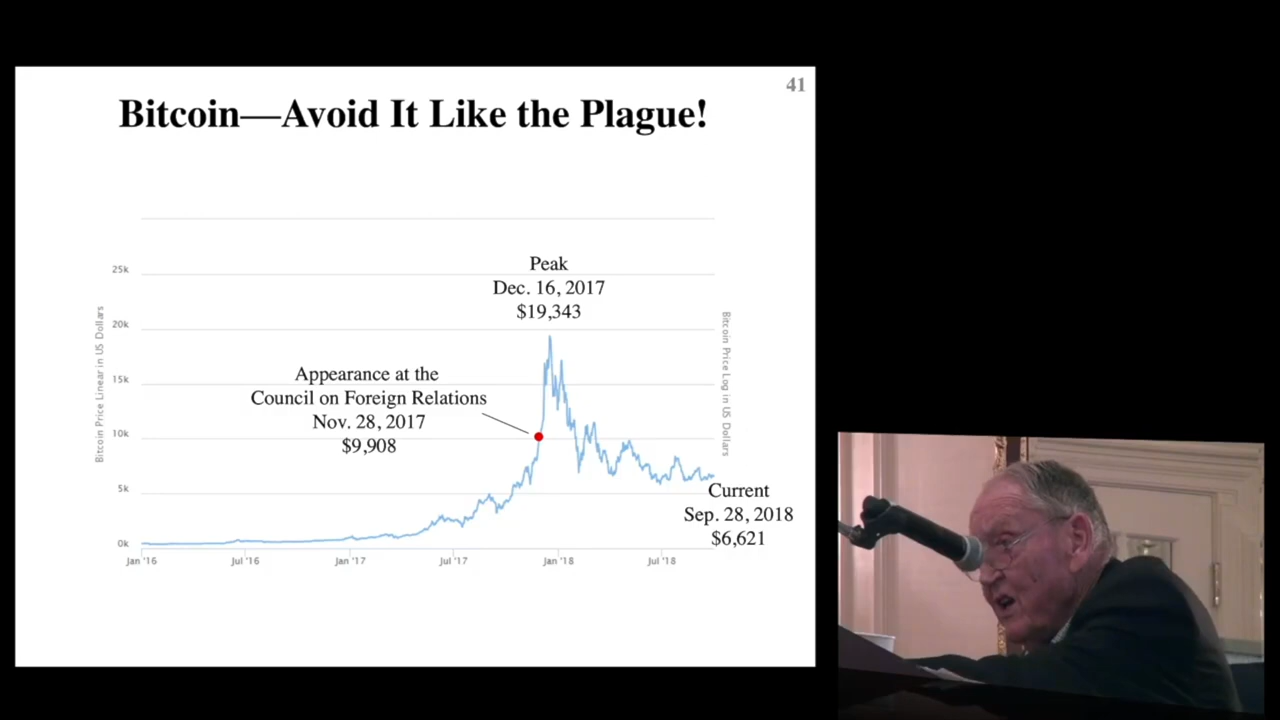 41
Bitcoin—Avoid It Like the Plague!
Peak
Dec. 16, 2017
$19,343
Appearance at the
Council on Foreign Relations
Nov. 28, 2017
$9,908
Current
Sep. 28, 2018
$6,621
Bitcoin Price Linear in US Dollars
25k
20k
15k
10k
5k
0k
Bitcoin Price Log in US Dollars
Jan '16
Jul '16
Jan '17
Jul '17
Jan '18
Jul '18